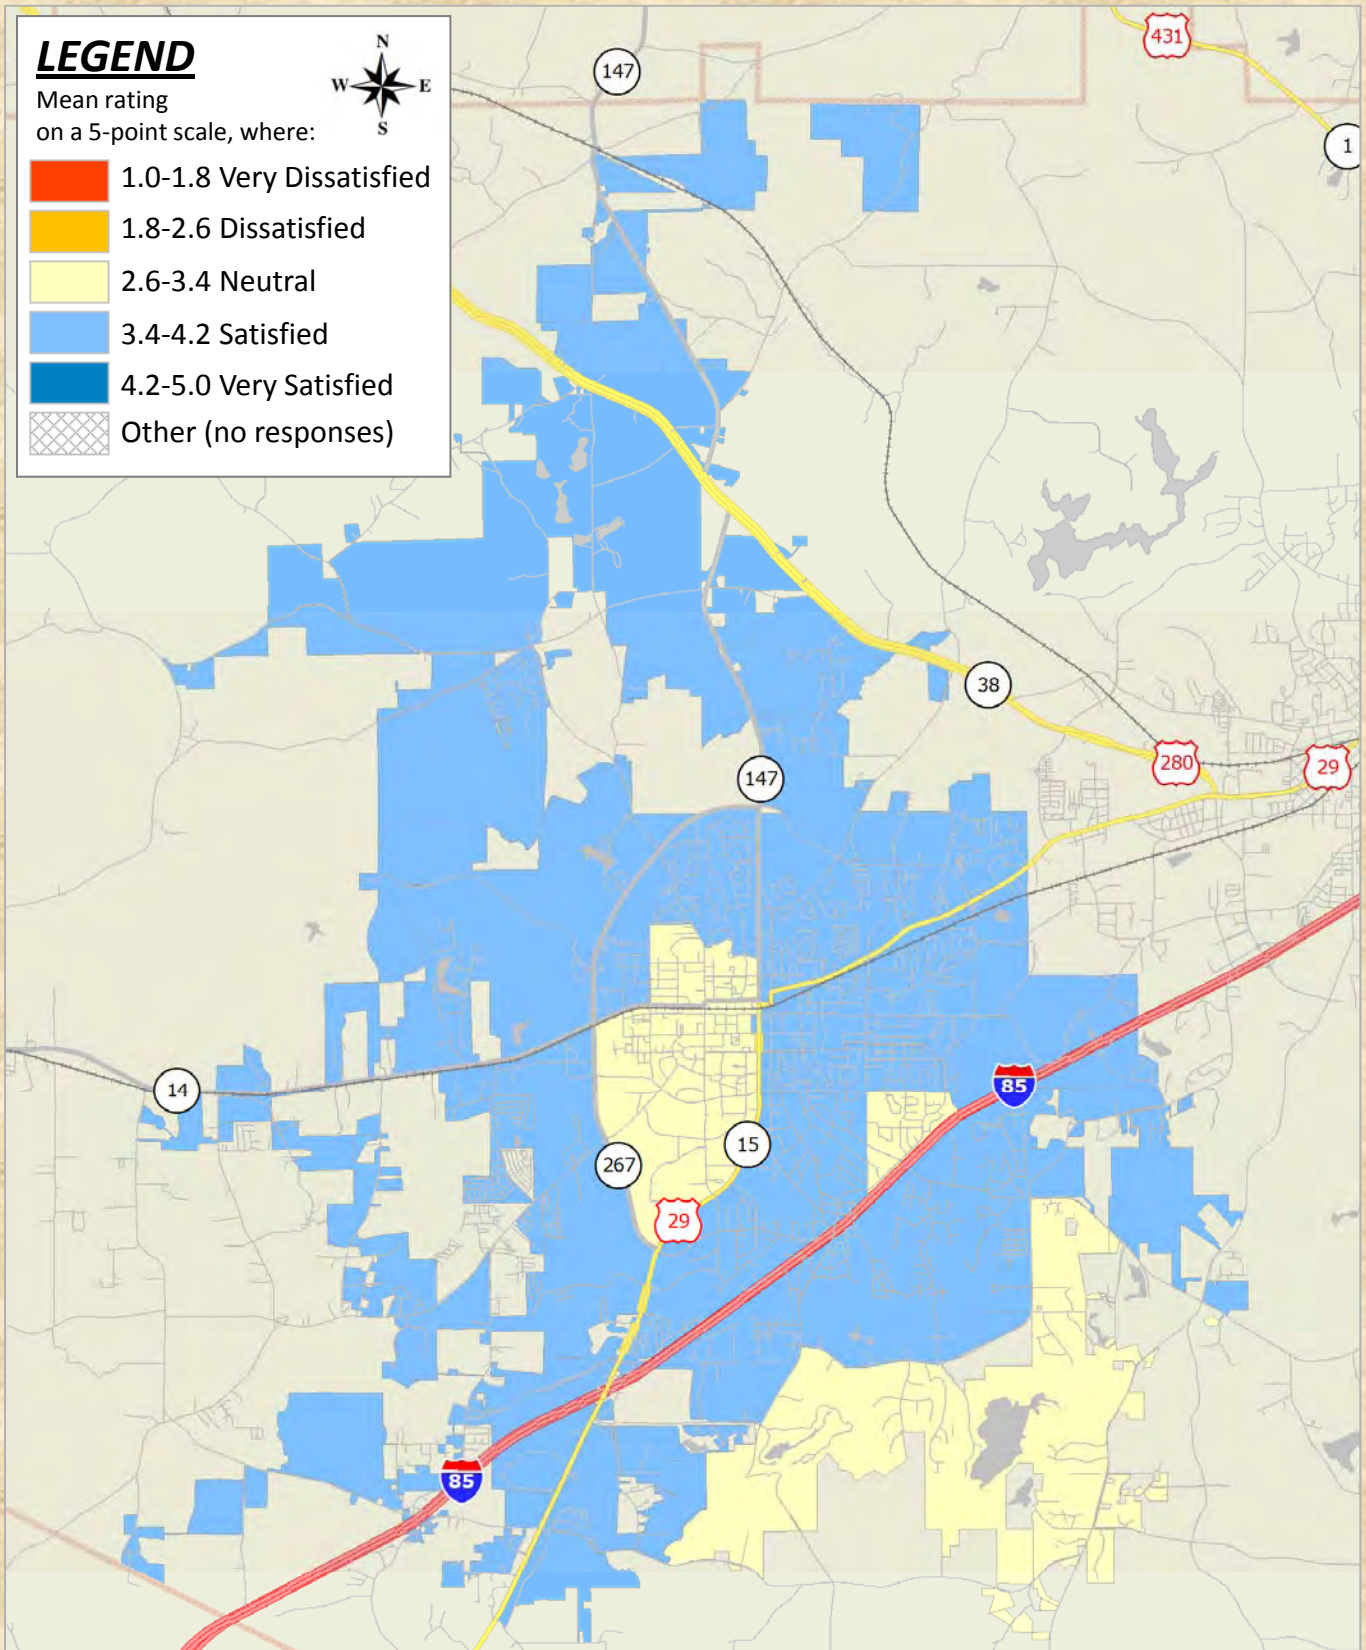 LEGEND
N
W E
S
Mean rating
on a 5-point scale, where:
1.0-1.8 Very Dissatisfied
1.8-2.6 Dissatisfied
2.6-3.4 Neutral
3.4-4.2 Satisfied
4.2-5.0 Very Satisfied
Other (no responses)
431
147
1
38
280
29
147
85
14
15
267
29
85